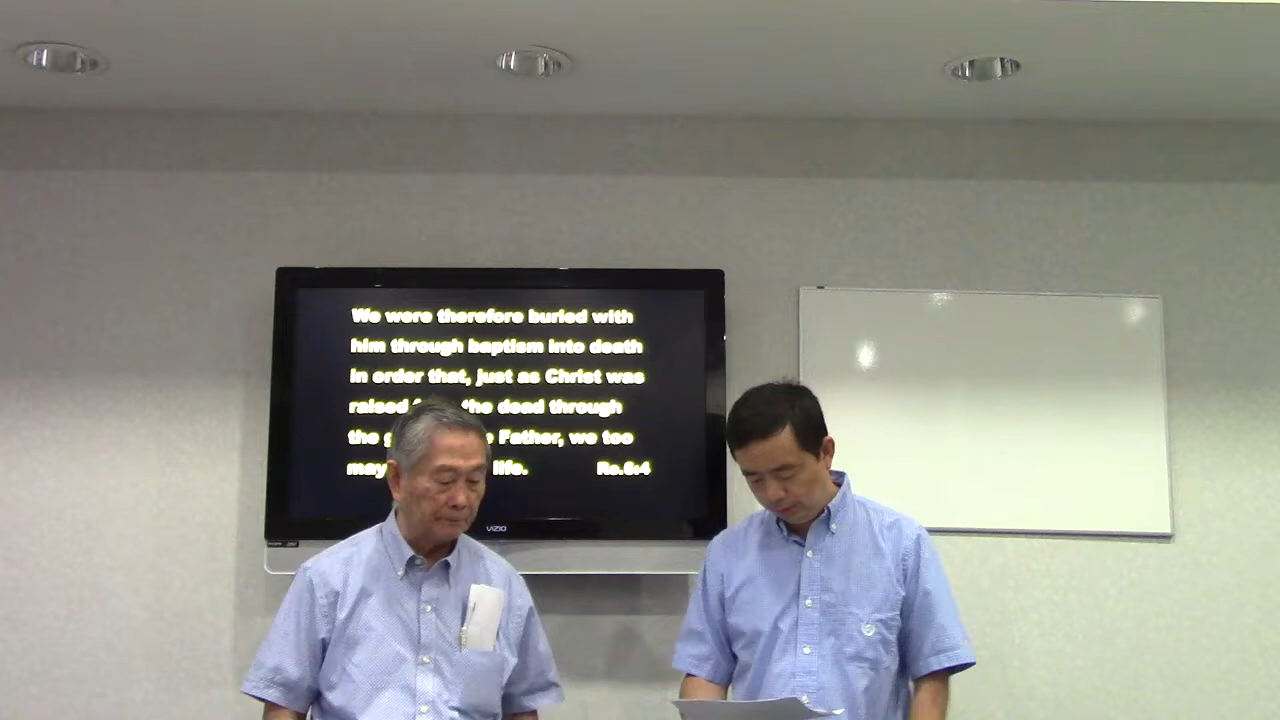 We were therefore buried with
him through baptism into death
in order that, just as Christ was
raised the dead through
the Father, we too
may life. Ro.6:4
VIZIO